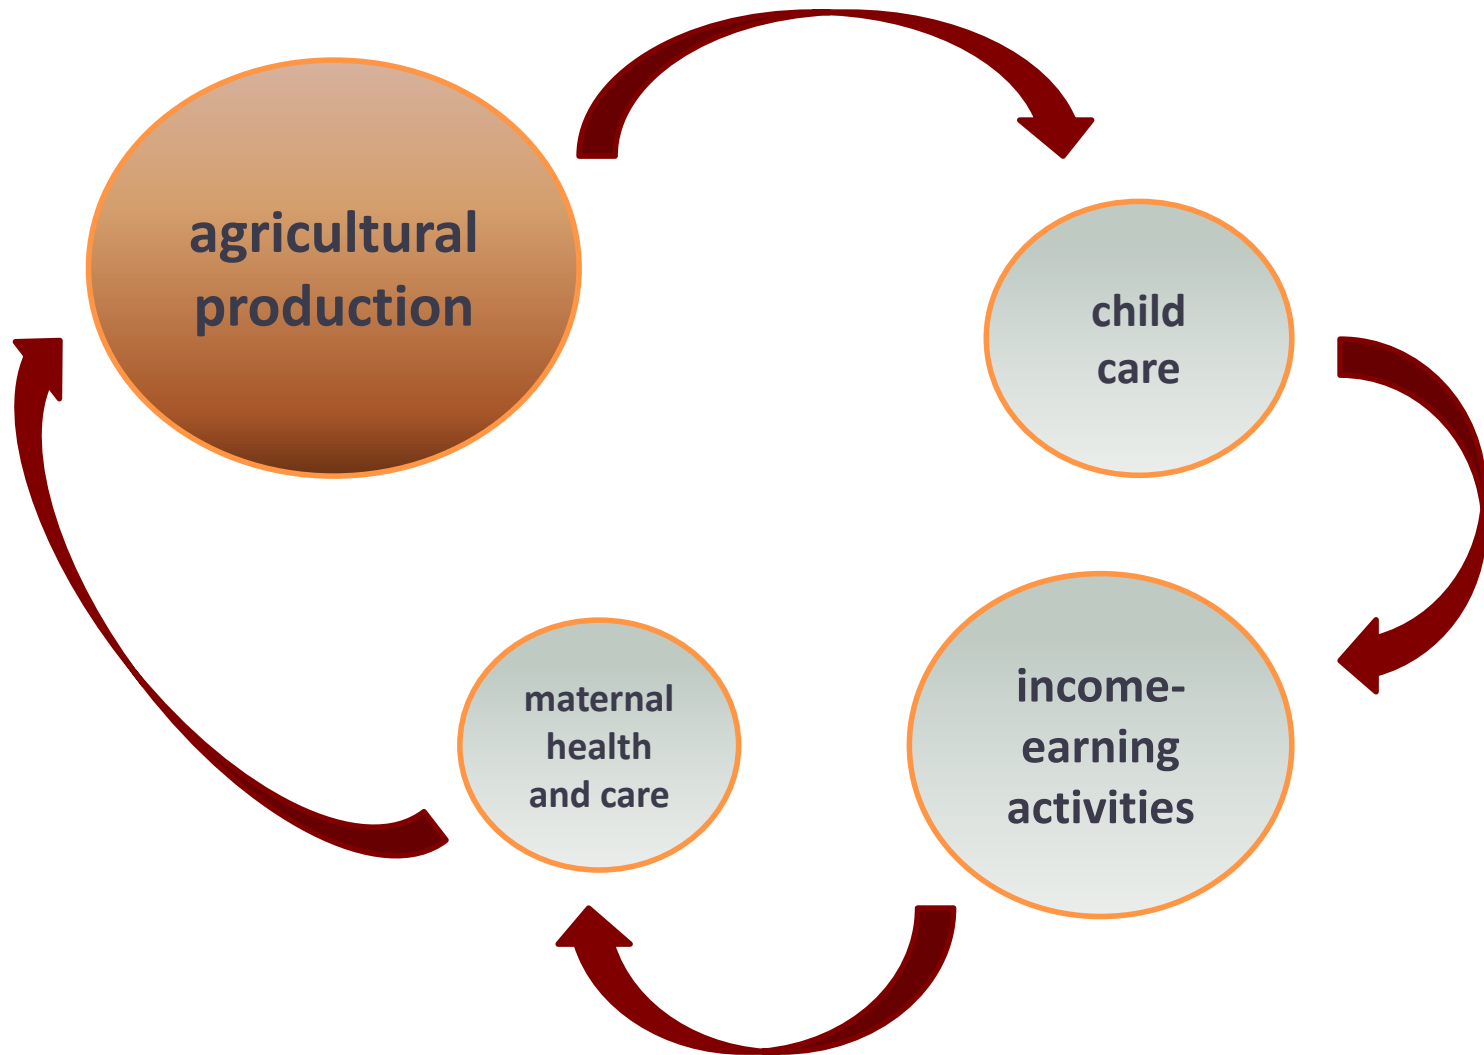 agricultural
production
child
care
income-
earning
activities
maternal
health
and care